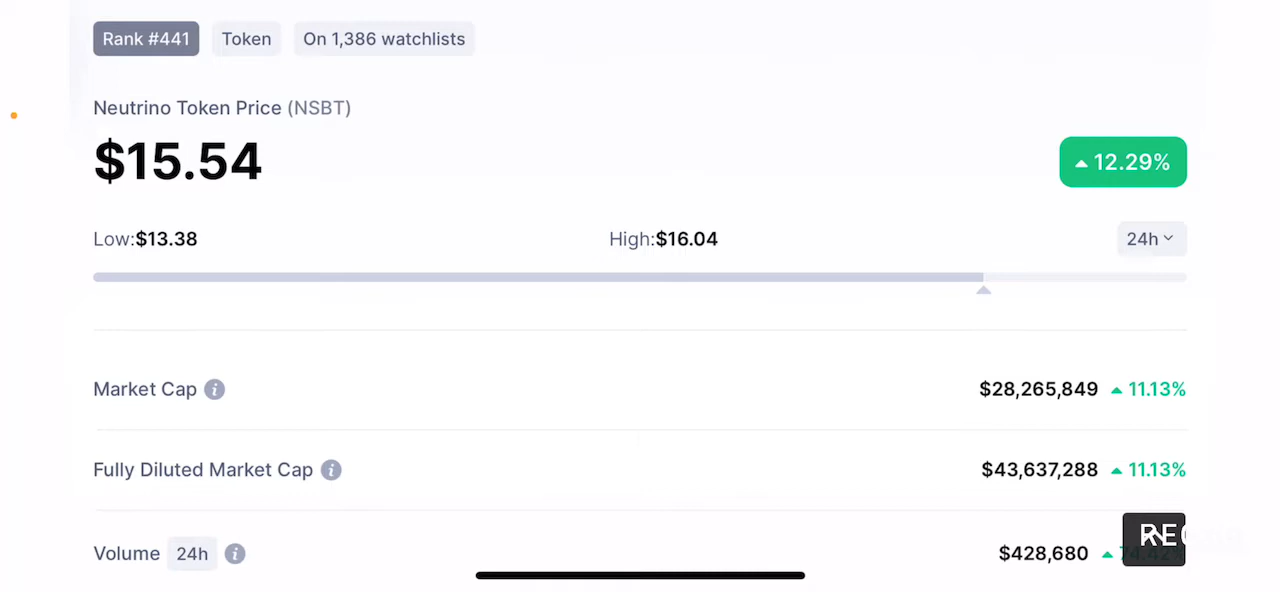 Rank #441 Token On 1,386 watchlists
Neutrino Token Price (NSBT)
$15.54 12.29%
Low:$13.38 High:$16.04 24h
Market Cap $28,265,849 11.13%
Fully Diluted Market Cap $43,637,288 11.13%
Volume 24h $428,680